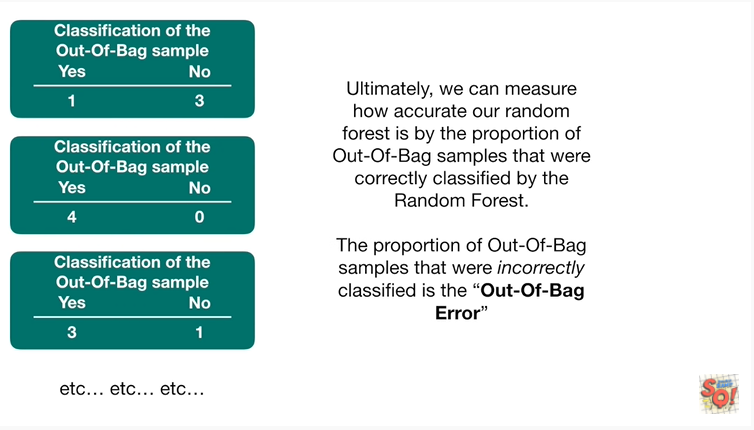 Classification of the
Out-Of-Bag sample
Yes No
1 3
Classification of the
Out-Of-Bag sample
Yes No
4 0
Classification of the
Out-Of-Bag sample
Yes No
3 1
etc... etc... etc...
Ultimately, we can measure
how accurate our random
forest is by the proportion of
Out-Of-Bag samples that were
correctly classified by the
Random Forest.
The proportion of Out-Of-Bag
samples that were incorrectly
classified is the “Out-Of-Bag
Error”
SQ!